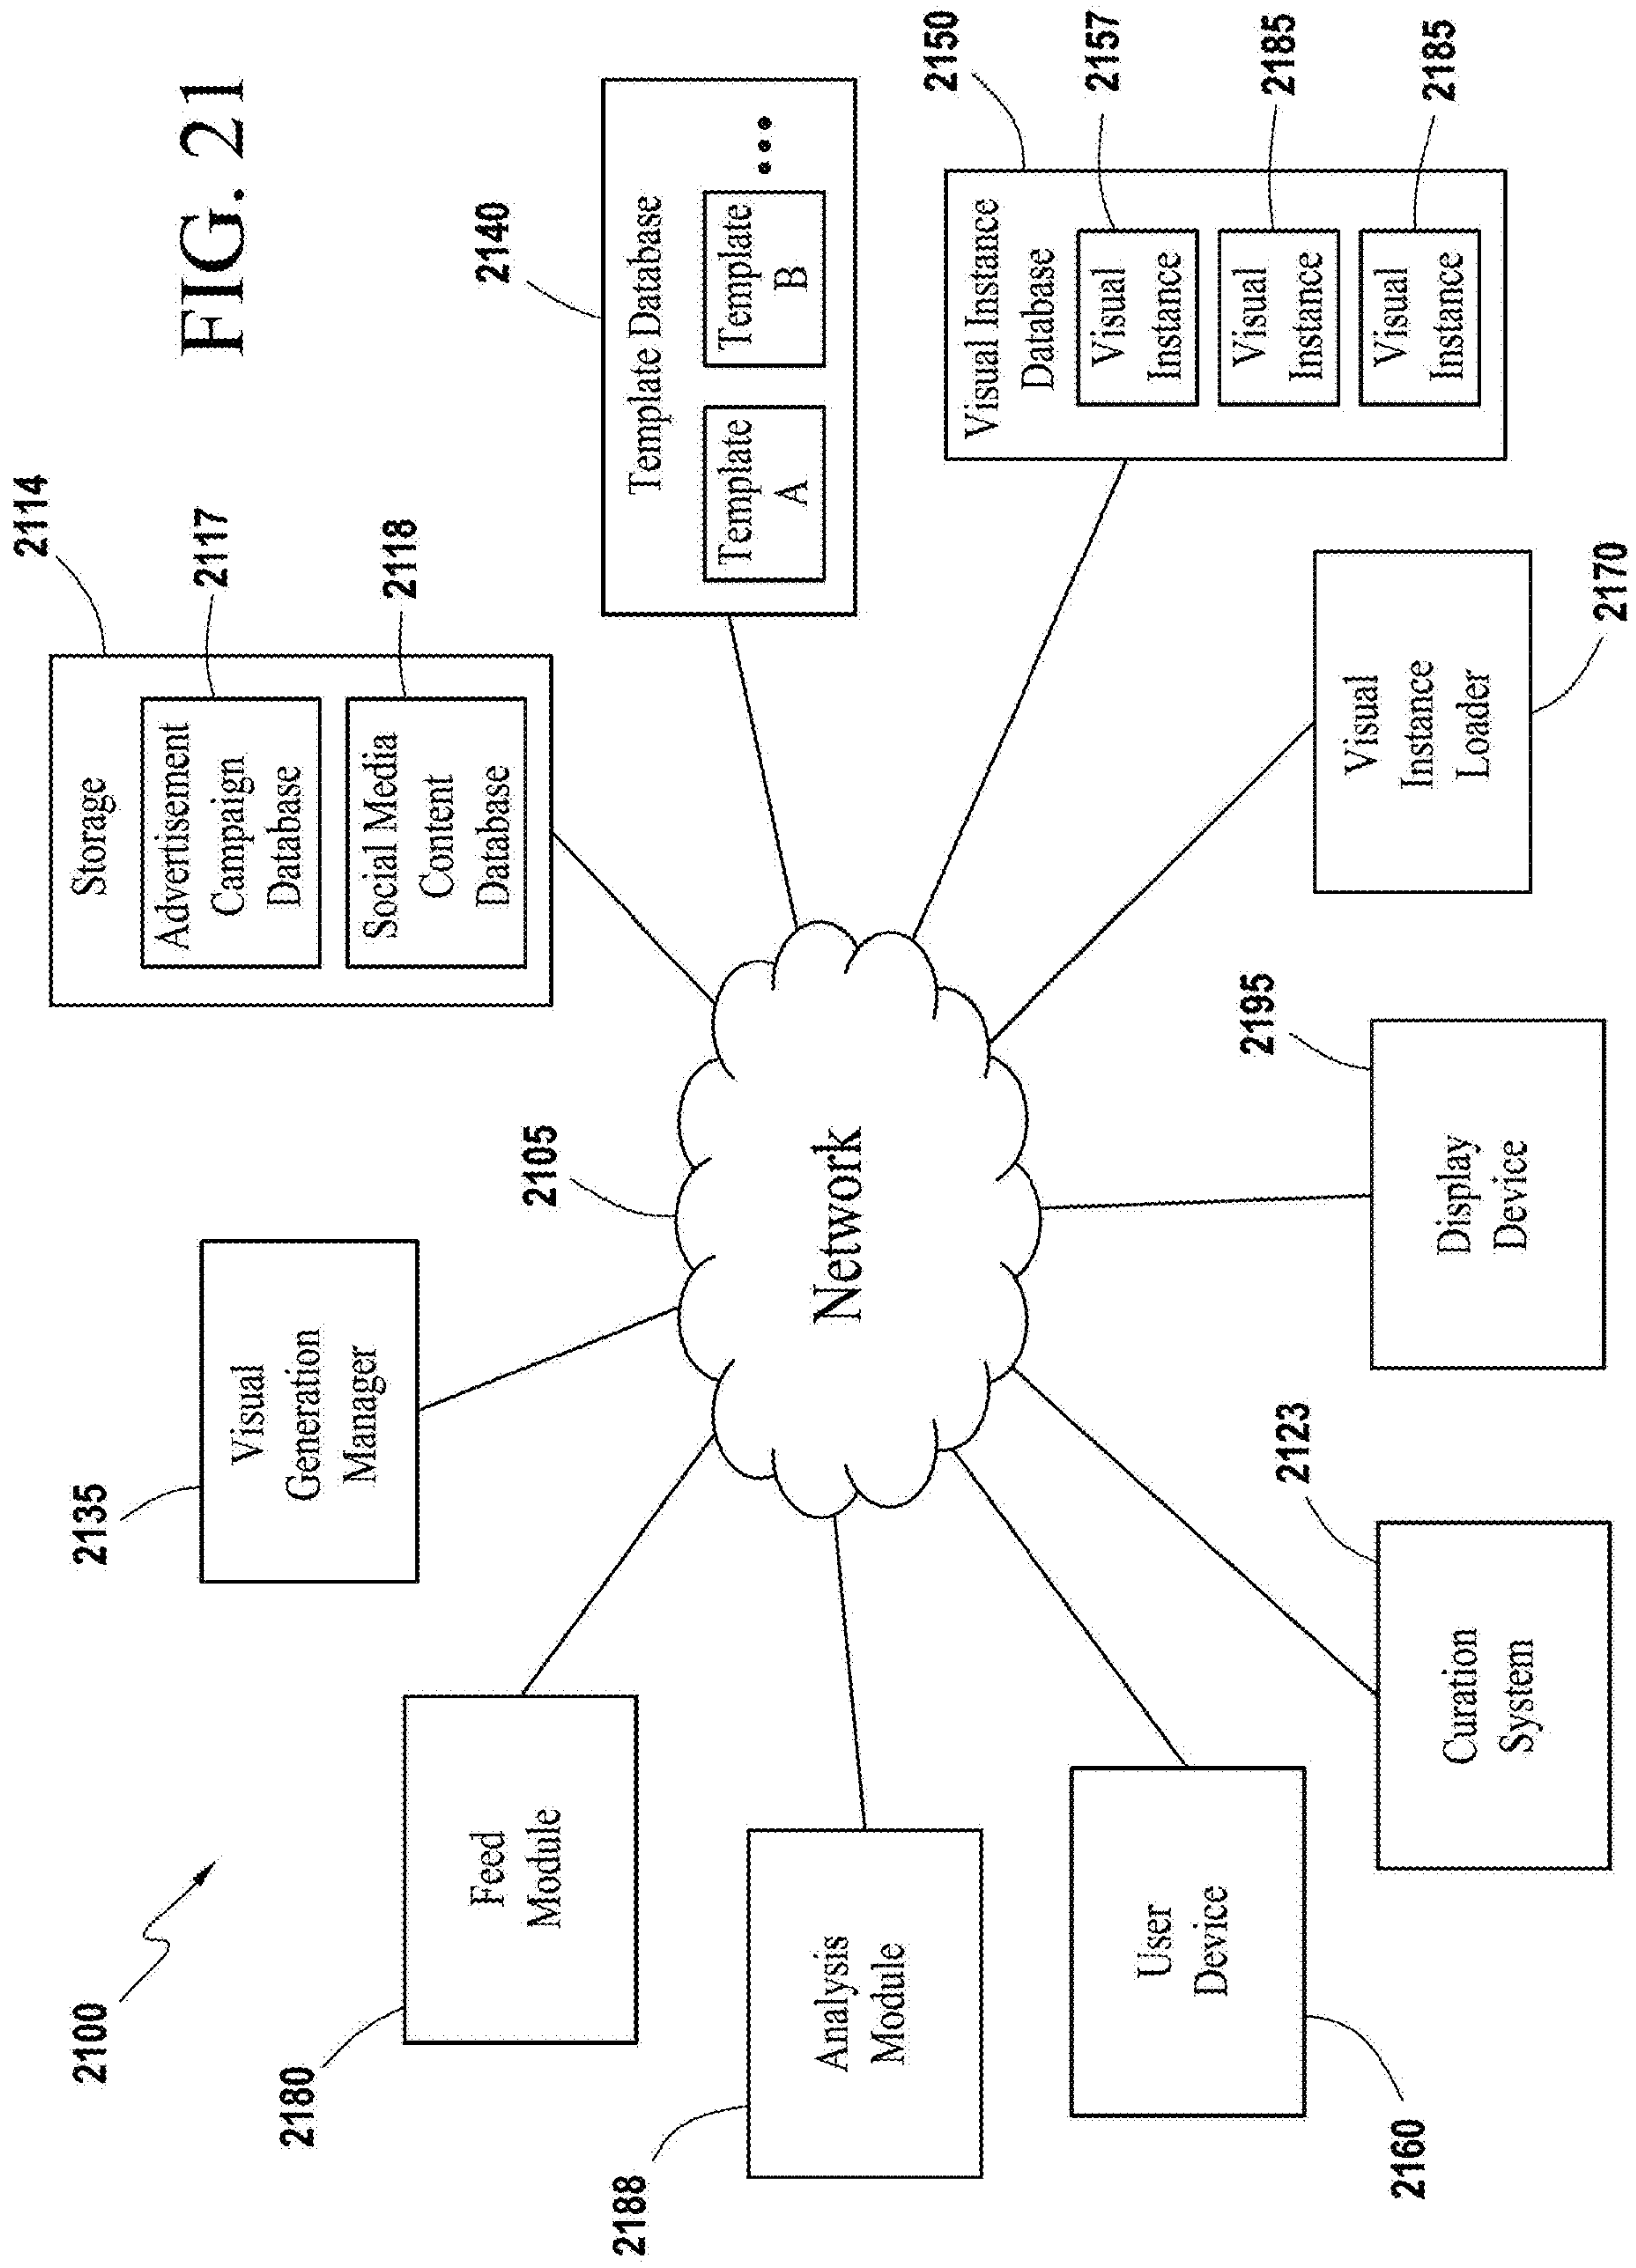 FIG. 21
2100
2135
Visual
Generation
Manager
2114
Storage
2117
Advertisement
Campaign
Database
2118
Social Media
Content
Database
2180
Feed
Module
2105
Network
2140
Template Database
Template
A
Template
B
...
2188
Analysis
Module
2150
Visual Instance
Database
2157
Visual
Instance
2185
Visual
Instance
2185
Visual
Instance
2160
User
Device
2123
Curation
System
2195
Display
Device
2170
Visual
Instance
Loader